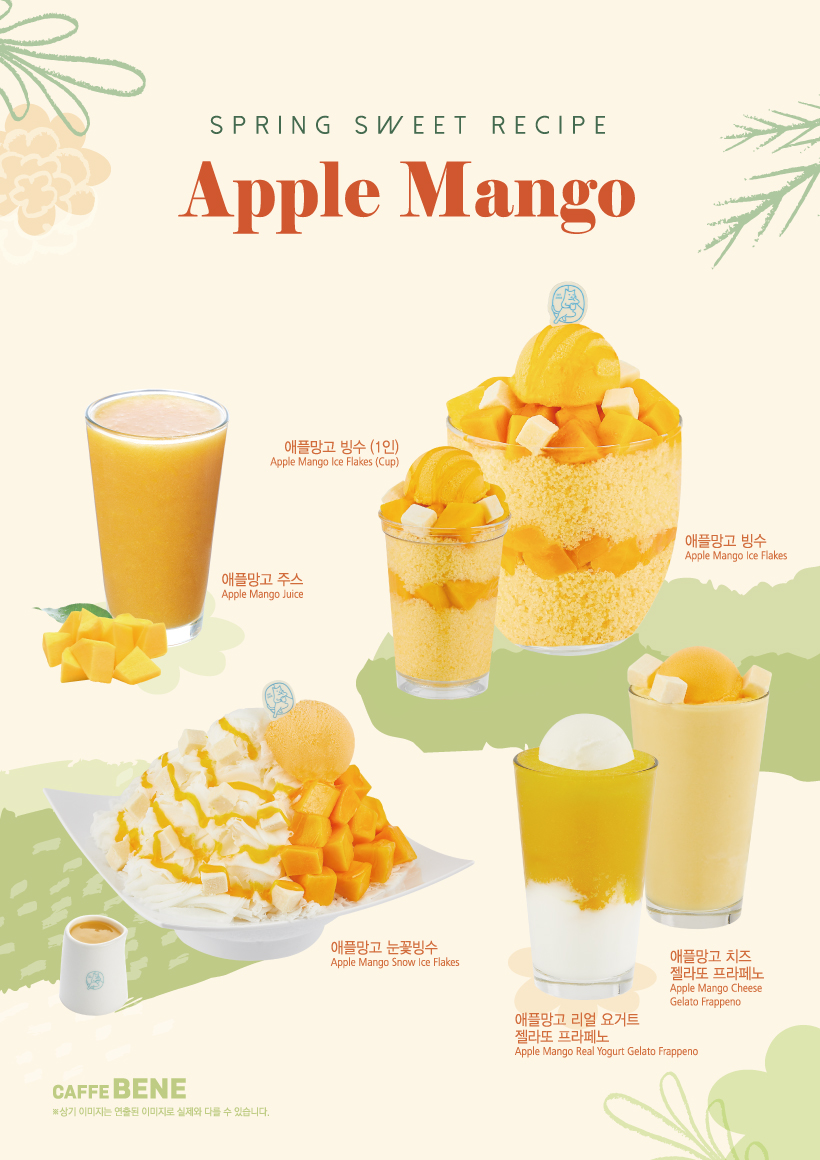 SPRING SWEET RECIPE
Apple Mango
애플망고 빙수 (1인)
Apple Mango Ice Flakes (Cup)
애플망고 빙수
Apple Mango Ice Flakes
애플망고 주스
Apple Mango Juice
애플망고 눈꽃빙수
Apple Mango Snow Ice Flakes
애플망고 치즈
젤라또 프라페노
Apple Mango Cheese
Gelato Frappeno
애플망고 리얼 요거트
젤라또 프라페노
Apple Mango Real Yogurt Gelato Frappeno
CAFFE BENE
※상기 이미지는 연출된 이미지로 실제와 다를 수 있습니다.